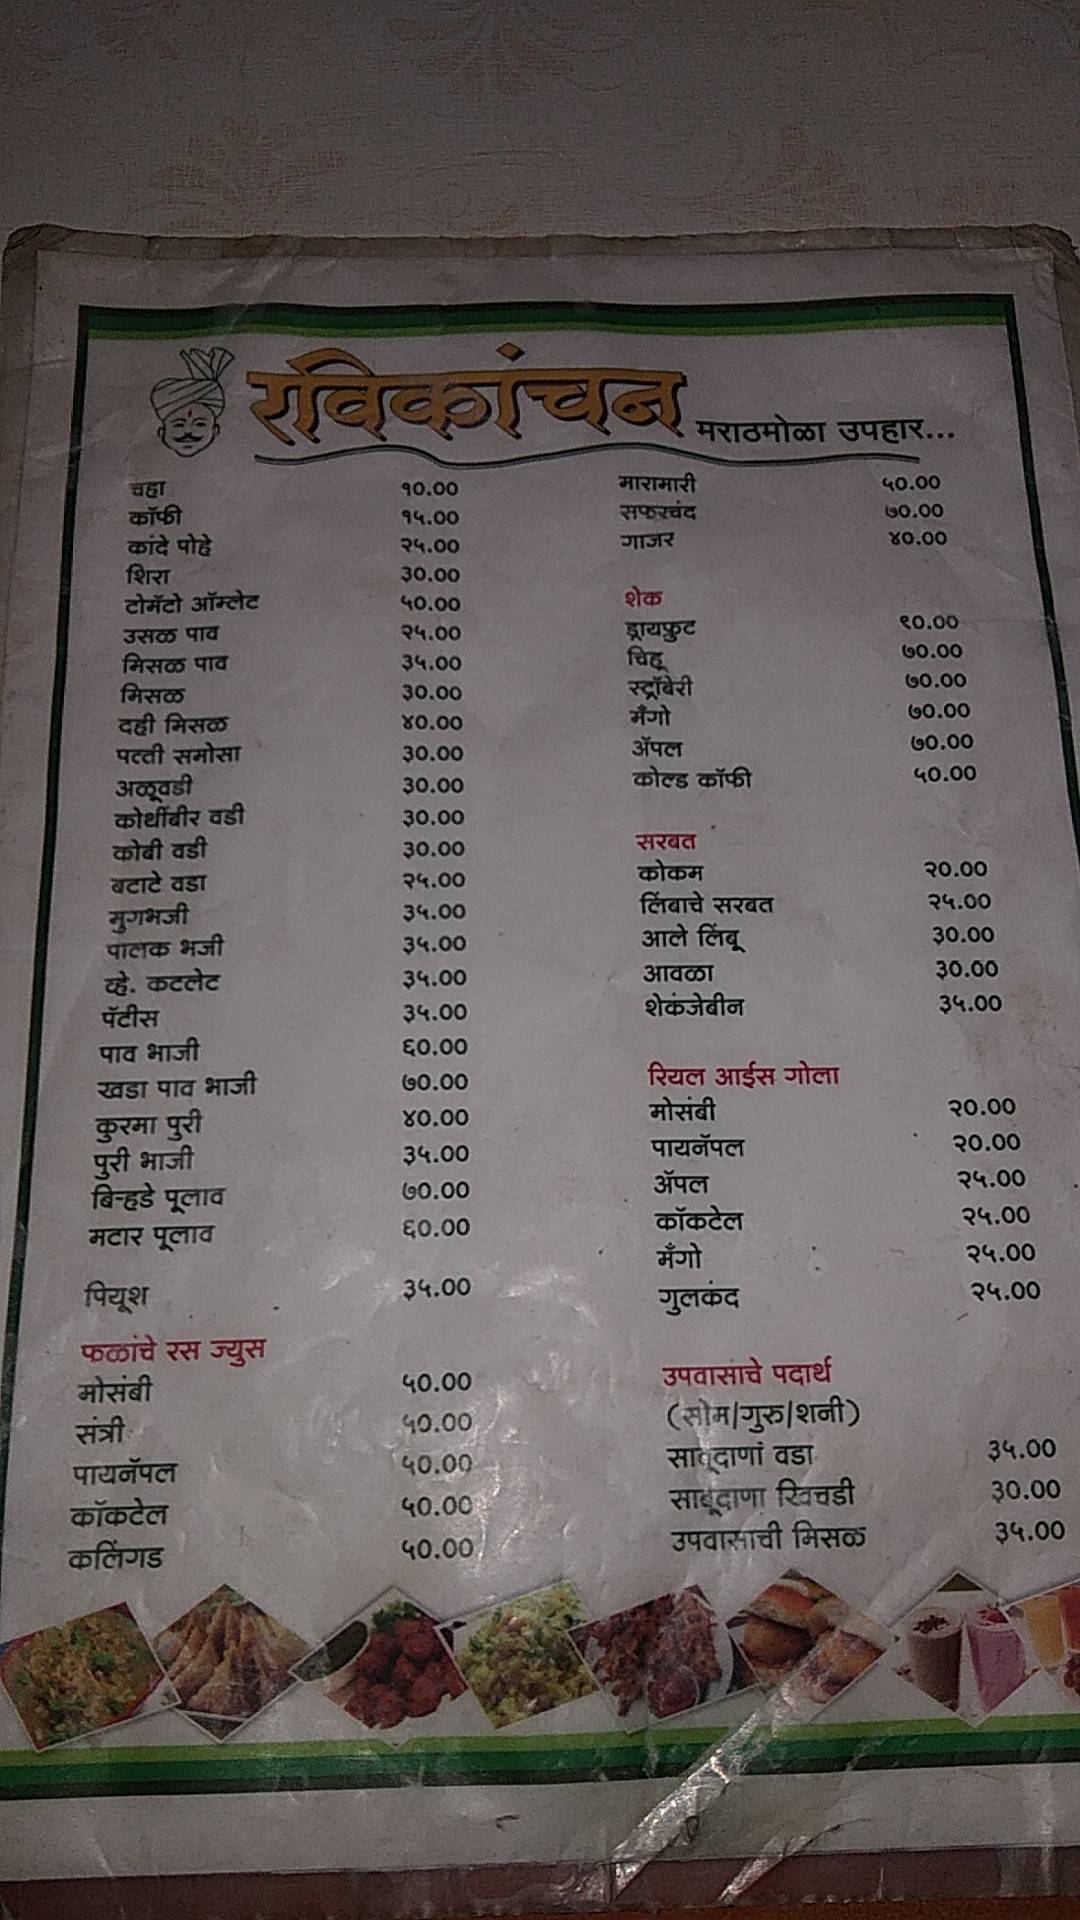 रविकांचन मराठमोळा उपहार...
चहा १०.००
कॉफी १५.००
कांदे पोहे २५.००
शिरा ३०.००
टोमॅटो ऑम्लेट ५०.००
उसळ पाव २५.००
मिसळ पाव ३५.००
मिसळ ३०.००
दही मिसळ ४०.००
पट्टी समोसा ३०.००
अळूवडी ३०.००
कोथींबीर वडी ३०.००
कोबी वडी ३०.००
बटाटे वडा २५.००
मुगभजी ३५.००
पालक भजी ३५.००
व्हे. कटलेट ३५.००
पॅटीस ३५.००
पाव भाजी ६०.००
खडा पाव भाजी ७०.००
कुरमा पुरी ४०.००
पुरी भाजी ३५.००
बिऱ्हडे पूलाव ७०.००
मटार पूलाव ६०.००
पियूश ३५.००
फळांचे रस ज्युस
मोसंबी ५०.००
संत्री ५०.००
पायनॅपल ५०.००
कॉकटेल ५०.००
कलिंगड ५०.००
मारामारी ५०.००
सफरचंद ७०.००
गाजर ४०.००
शेक
ड्रायफ्रुट ९०.००
चिकू ७०.००
स्ट्रॉबेरी ७०.००
मँगो ७०.००
ॲपल ७०.००
कोल्ड कॉफी ५०.००
सरबत
कोकम २०.००
लिंबाचे सरबत २५.००
आले लिंबू ३०.००
आवळा ३०.००
शेकंजेबीन ३५.००
रियल आईस गोला
मोसंबी २०.००
पायनॅपल २०.००
ॲपल २५.००
कॉकटेल २५.००
मँगो २५.००
गुलकंद २५.००
उपवासाचे पदार्थ
(सोम/गुरु/शनी)
साबूदाणां वडा ३५.००
साबूदाणा खिचडी ३०.००
उपवासाची मिसळ ३५.००